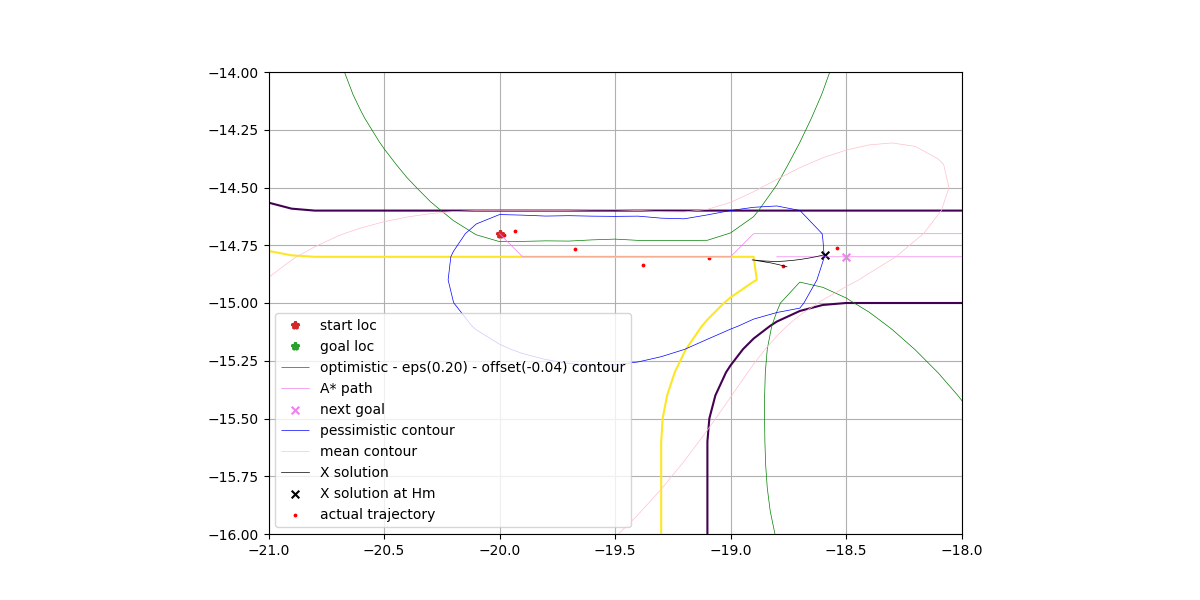 −14.00
−14.25
−14.50
−14.75
−15.00
−15.25
−15.50
−15.75
−16.00
start loc
goal loc
optimistic - eps(0.20) - offset(-0.04) contour
A* path
next goal
pessimistic contour
mean contour
X solution
X solution at Hm
actual trajectory
−21.0
−20.5
−20.0
−19.5
−19.0
−18.5
−18.0